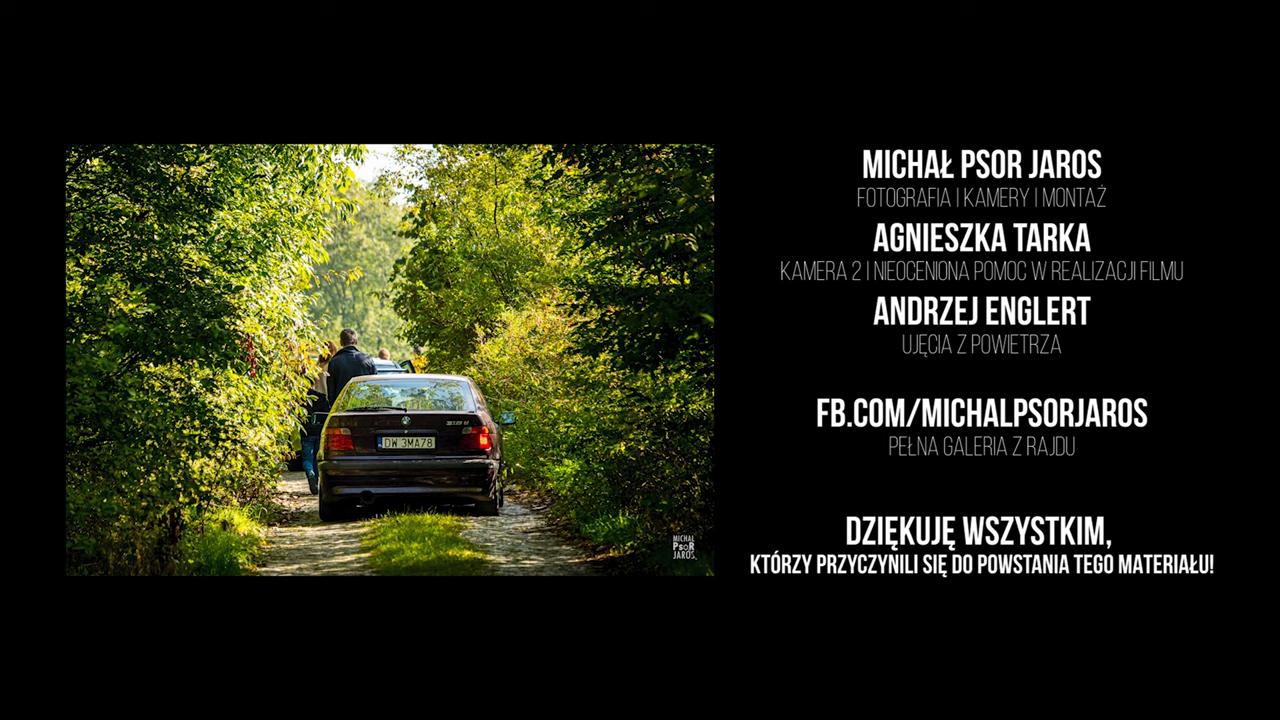 MICHAŁ PSOR JAROS
FOTOGRAFIA | KAMERY | MONTAŻ
AGNIESZKA TARKA
KAMERA 2 | NIEOCENIONA POMOC W REALIZACJI FILMU
ANDRZEJ ENGLERT
UJĘCIA Z POWIETRZA
FB.COM/MICHALPSORJAROS
PEŁNA GALERIA Z RAJDU
DZIĘKUJĘ WSZYSTKIM,
KTÓRZY PRZYCZYNILI SIĘ DO POWSTANIA TEGO MATERIAŁU!
DW 3MA78
MICHAŁ
PsoR
JAROS